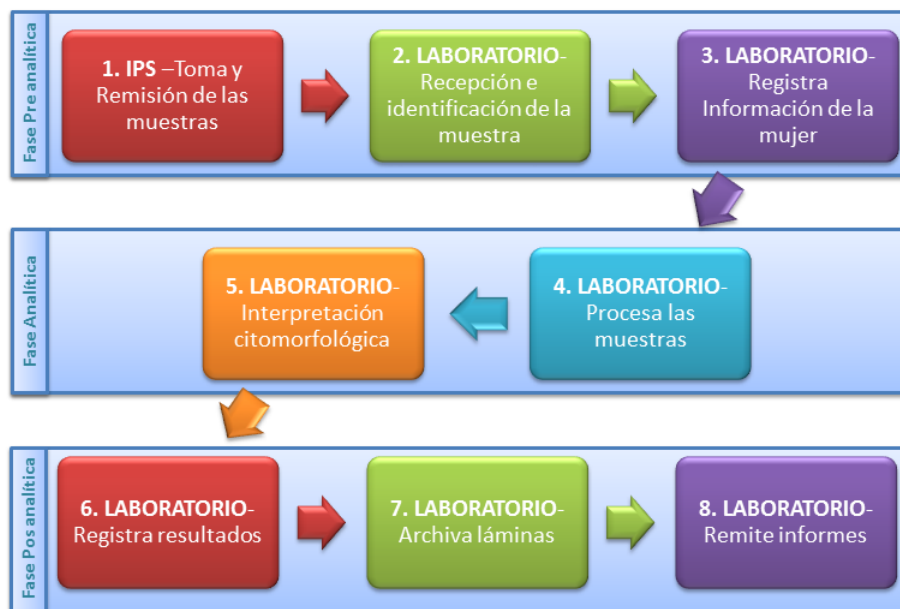 Fase Pre analítica
1. IPS –Toma y
Remisión de las
muestras
2. LABORATORIO-
Recepción e
identificación de la
muestra
3. LABORATORIO-
Registra
Información de la
mujer
Fase Analítica
5. LABORATORIO-
Interpretación
citomorfológica
4. LABORATORIO-
Procesa las
muestras
Fase Pos analítica
6. LABORATORIO-
Registra resultados
7. LABORATORIO-
Archiva láminas
8. LABORATORIO-
Remite informes